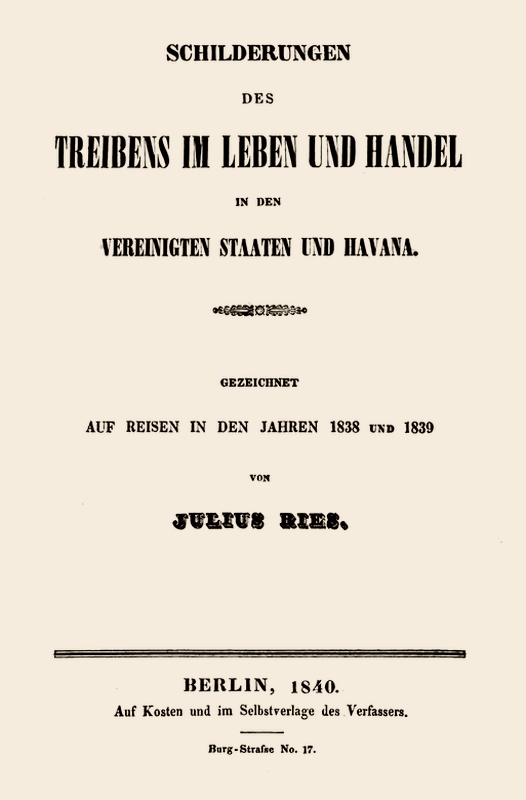 SCHILDERUNGEN
DES
TREIBENS IM LEBEN UND HANDEL
IN DEN
VEREINIGTEN STAATEN UND HAVANA.
GEZEICHNET
AUF REISEN IN DEN JAHREN 1838 UND 1839
VON
JULIUS RIES.
BERLIN, 1840.
Auf Kosten und im Selbstverlage des Verfassers.
Burg-Straſse No. 17.